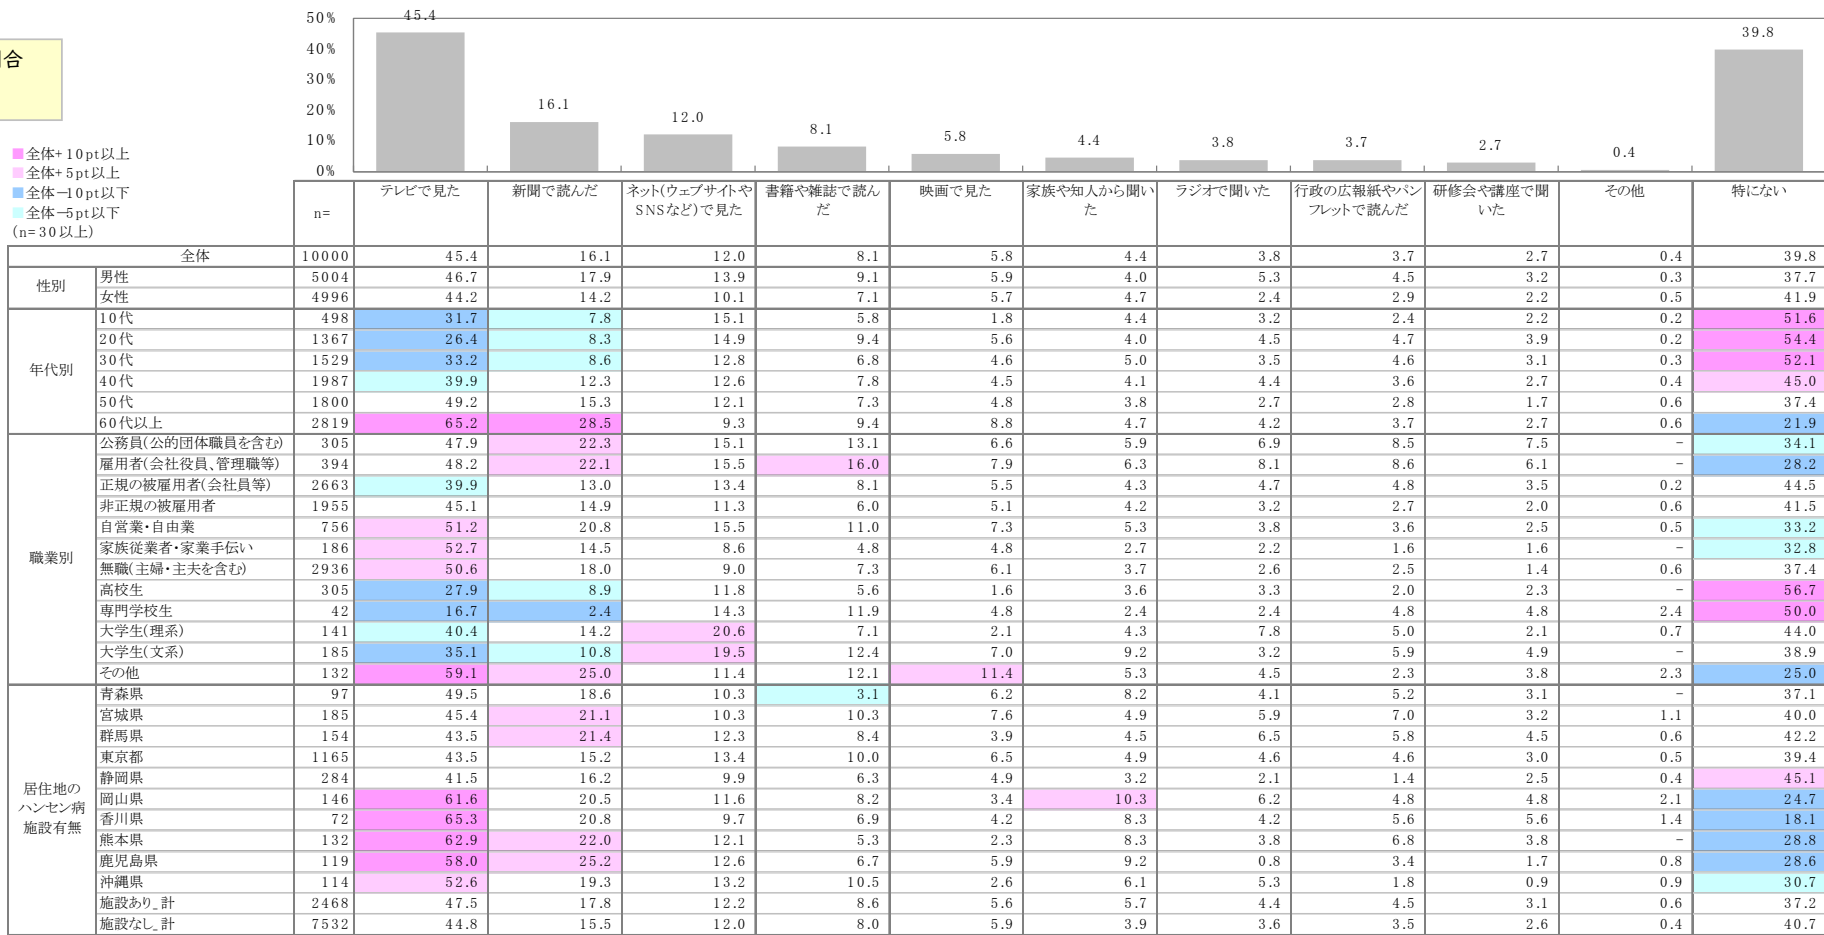 合
50%
40%
30%
20%
10%
0%
45.4 16.1 12.0 8.1 5.8 4.4 3.8 3.7 2.7 0.4 39.8
全体+10pt以上
全体+5pt以上
全体-10pt以下
全体-5pt以下
(n=30以上)
n= テレビで見た 新聞で読んだ ネット(ウェブサイトやSNSなど)で見た 書籍や雑誌で読んだ 映画で見た 家族や知人から聞いた ラジオで聞いた 行政の広報紙やパンフレットで読んだ 研修会や講座で聞いた その他 特にない
全体 10000 45.4 16.1 12.0 8.1 5.8 4.4 3.8 3.7 2.7 0.4 39.8
性別
男性 5004 46.7 17.9 13.9 9.1 5.9 4.0 5.3 4.5 3.2 0.3 37.7
女性 4996 44.2 14.2 10.1 7.1 5.7 4.7 2.4 2.9 2.2 0.5 41.9
年代別
10代 498 31.7 7.8 15.1 5.8 1.8 4.4 3.2 2.4 2.2 0.2 51.6
20代 1367 26.4 8.3 14.9 9.4 5.6 4.0 4.5 4.7 3.9 0.2 54.4
30代 1529 33.2 8.6 12.8 6.8 4.6 5.0 3.5 4.6 3.1 0.3 52.1
40代 1987 39.9 12.3 12.6 7.8 4.5 4.1 4.4 3.6 2.7 0.4 45.0
50代 1800 49.2 15.3 12.1 7.3 4.8 3.8 2.7 2.8 1.7 0.6 37.4
60代以上 2819 65.2 28.5 9.3 9.4 8.8 4.7 4.2 3.7 2.7 0.6 21.9
職業別
公務員(公的団体職員を含む) 305 47.9 22.3 15.1 13.1 6.6 5.9 6.9 8.5 7.5 - 34.1
雇用者(会社役員、管理職等) 394 48.2 22.1 15.5 16.0 7.9 6.3 8.1 8.6 6.1 - 28.2
正規の被雇用者(会社員等) 2663 39.9 13.0 13.4 8.1 5.5 4.3 4.7 4.8 3.5 0.2 44.5
非正規の被雇用者 1955 45.1 14.9 11.3 6.0 5.1 4.2 3.2 2.7 2.0 0.6 41.5
自営業・自由業 756 51.2 20.8 15.5 11.0 7.3 5.3 3.8 3.6 2.5 0.5 33.2
家族従業者・家業手伝い 186 52.7 14.5 8.6 4.8 4.8 2.7 2.2 1.6 1.6 - 32.8
無職(主婦・主夫を含む) 2936 50.6 18.0 9.0 7.3 6.1 3.7 2.6 2.5 1.4 0.6 37.4
高校生 305 27.9 8.9 11.8 5.6 1.6 3.6 3.3 2.0 2.3 - 56.7
専門学校生 42 16.7 2.4 14.3 11.9 4.8 2.4 2.4 4.8 4.8 2.4 50.0
大学生(理系) 141 40.4 14.2 20.6 7.1 2.1 4.3 7.8 5.0 2.1 0.7 44.0
大学生(文系) 185 35.1 10.8 19.5 12.4 7.0 9.2 3.2 5.9 4.9 - 38.9
その他 132 59.1 25.0 11.4 12.1 11.4 5.3 4.5 2.3 3.8 2.3 25.0
居住地の
ハンセン病
施設有無
青森県 97 49.5 18.6 10.3 3.1 6.2 8.2 4.1 5.2 3.1 - 37.1
宮城県 185 45.4 21.1 10.3 10.3 7.6 4.9 5.9 7.0 3.2 1.1 40.0
群馬県 154 43.5 21.4 12.3 8.4 3.9 4.5 6.5 5.8 4.5 0.6 42.2
東京都 1165 43.5 15.2 13.4 10.0 6.5 4.9 4.6 4.6 3.0 0.5 39.4
静岡県 284 41.5 16.2 9.9 6.3 4.9 3.2 2.1 1.4 2.5 0.4 45.1
岡山県 146 61.6 20.5 11.6 8.2 3.4 10.3 6.2 4.8 4.8 2.1 24.7
香川県 72 65.3 20.8 9.7 6.9 4.2 8.3 4.2 5.6 5.6 1.4 18.1
熊本県 132 62.9 22.0 12.1 5.3 2.3 8.3 3.8 6.8 3.8 - 28.8
鹿児島県 119 58.0 25.2 12.6 6.7 5.9 9.2 0.8 3.4 1.7 0.8 28.6
沖縄県 114 52.6 19.3 13.2 10.5 2.6 6.1 5.3 1.8 0.9 0.9 30.7
施設あり_計 2468 47.5 17.8 12.2 8.6 5.6 5.7 4.4 4.5 3.1 0.6 37.2
施設なし_計 7532 44.8 15.5 12.0 8.0 5.9 3.9 3.6 3.5 2.6 0.4 40.7